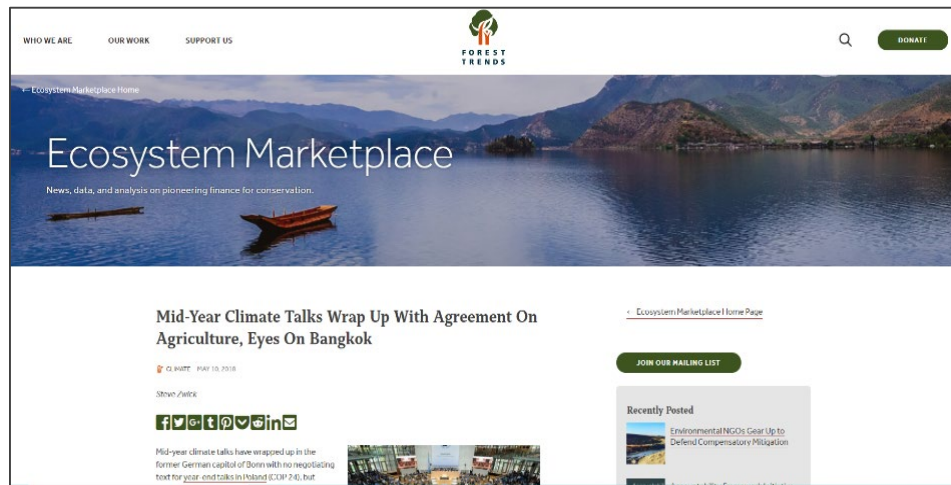 WHO WE ARE
OUR WORK
SUPPORT US
FOREST
TRENDS
DONATE
← Ecosystem Marketplace Home
Ecosystem Marketplace
News, data, and analysis on pioneering finance for conservation.
Mid-Year Climate Talks Wrap Up With Agreement On
Agriculture, Eyes On Bangkok
CLIMATE MAY 10, 2018
Steve Zwick
Mid-year climate talks have wrapped up in the
former German capitol of Bonn with no negotiating
text for year-end talks in Poland (COP 24), but
‹ Ecosystem Marketplace Home Page
JOIN OUR MAILING LIST
Recently Posted
Environmental NGOs Gear Up to
Defend Compensatory Mitigation